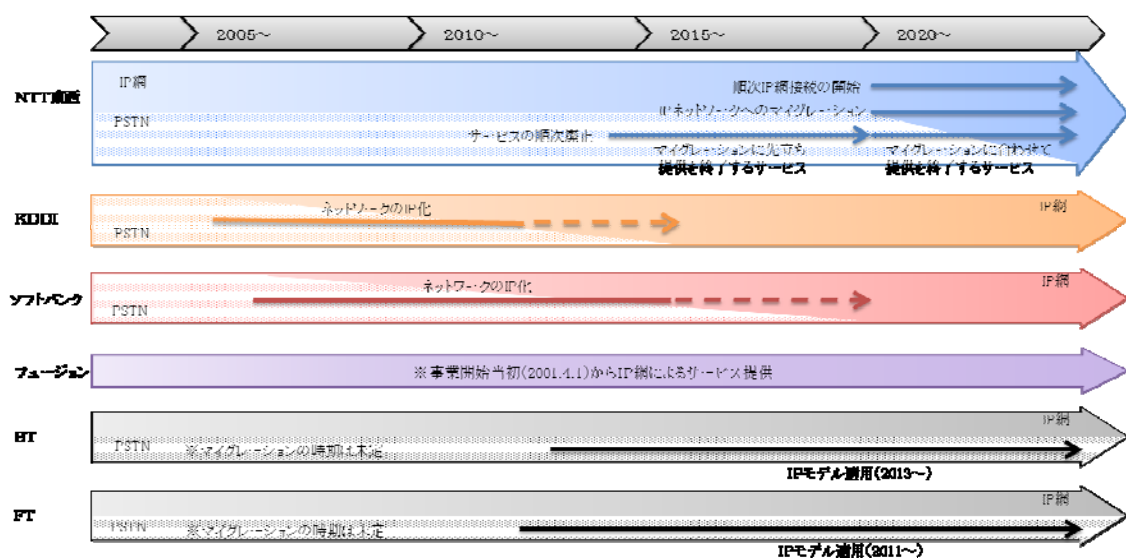 2005～
2010～
2015～
2020～
NTT東西
IP網
順次IP網接続の開始
IPネットワークへのマイグレーション
PSTN
サービスの順次廃止
マイグレーションに先立ち
提供を終了するサービス
マイグレーションに合わせて
提供を終了するサービス
KDDI
ネットワークのIP化
IP網
PSTN
ソフトバンク
ネットワークのIP化
IP網
PSTN
フュージョン
※事業開始当初(2001.4.1)からIP網によるサービス提供
BT
IP網
PSTN
※マイグレーションの時期は未定
IPモデル適用(2013～)
FT
IP網
PSTN
※マイグレーションの時期は未定
IPモデル適用(2011～)